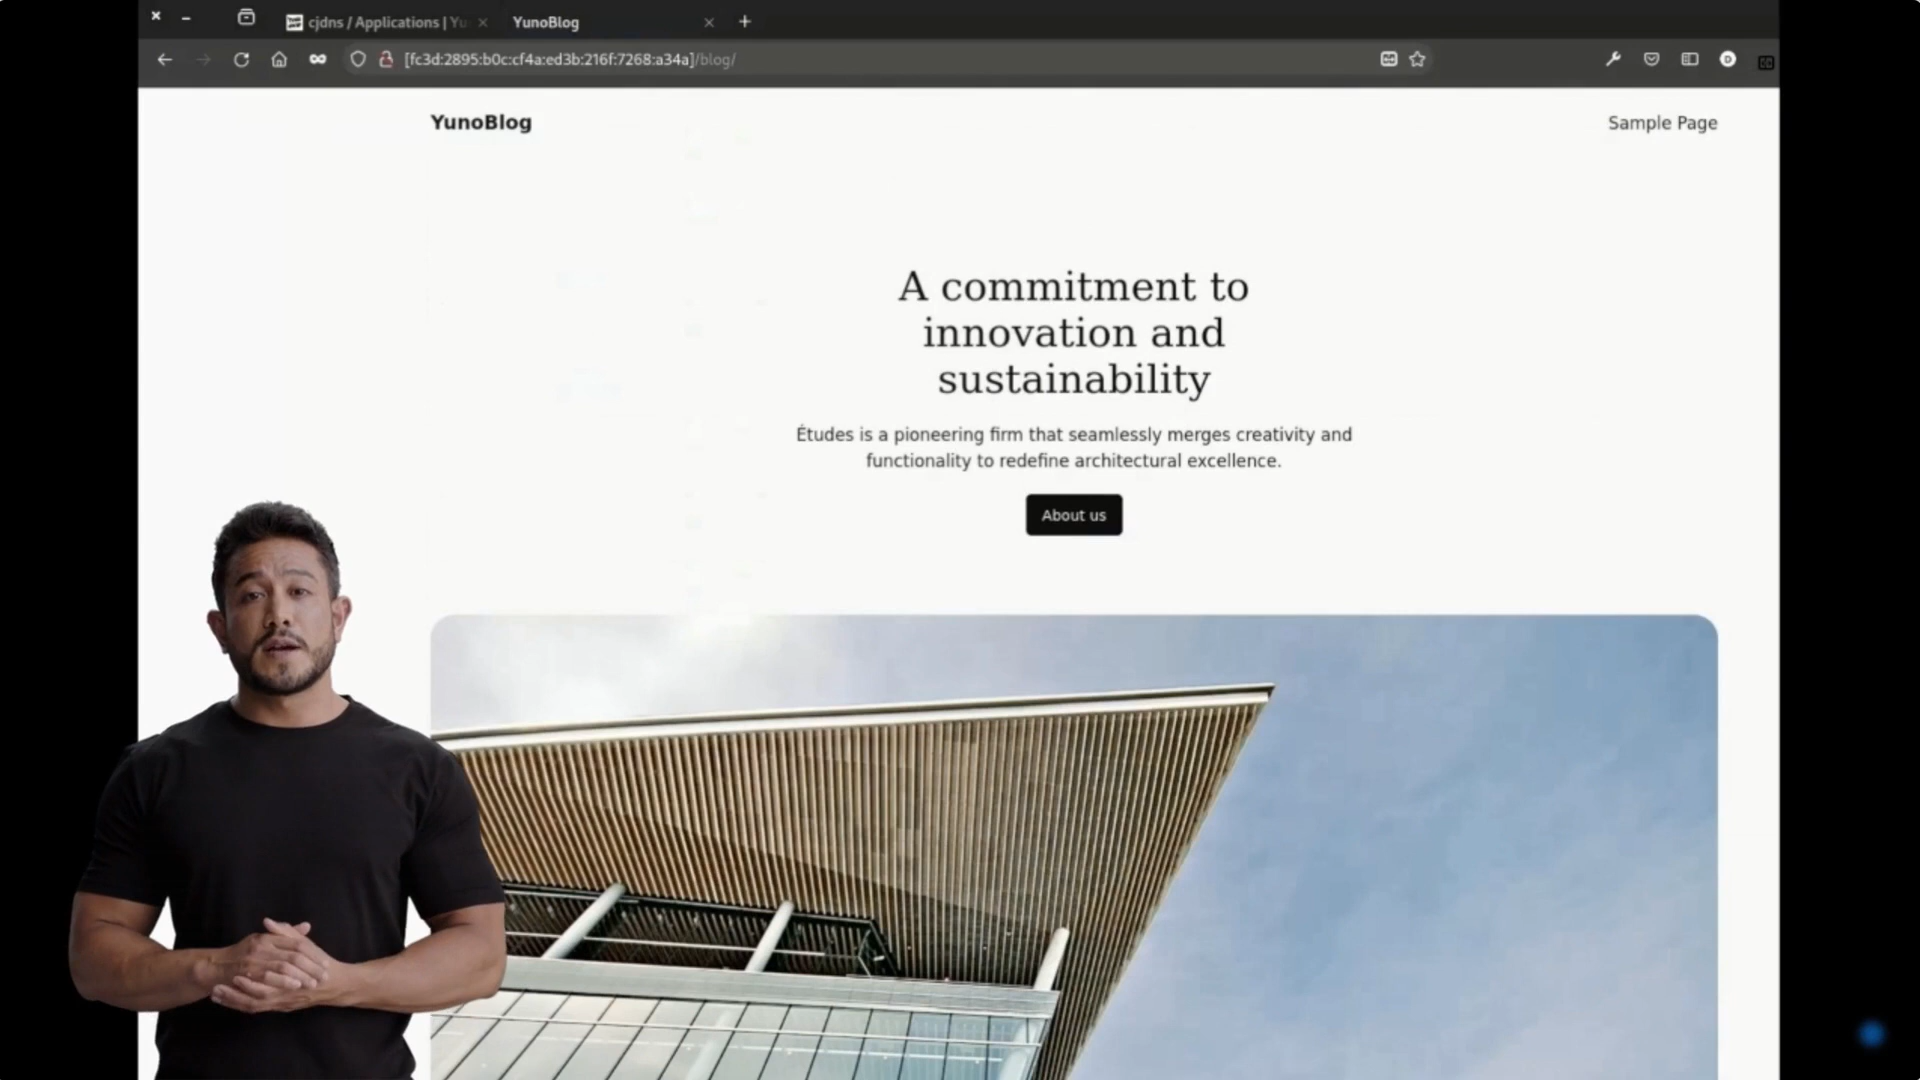 cjdns / Applications | Yu
YunoBlog
[fc3d:2895:b0c:cf4a:ed3b:216f:7268:a34a]/blog/
YunoBlog
Sample Page
A commitment to
innovation and
sustainability
Études is a pioneering firm that seamlessly merges creativity and
functionality to redefine architectural excellence.
About us